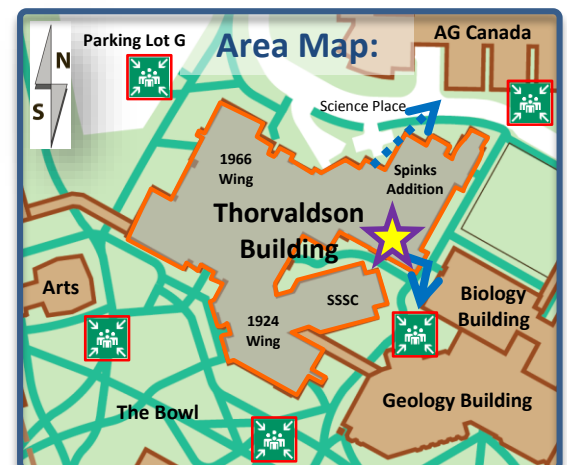 Area Map:
Parking Lot G
AG Canada
N
S
Science Place
1966
Wing
Spinks
Addition
Thorvaldson
Building
Arts
SSSC
Biology
Building
1924
Wing
The Bowl
Geology Building